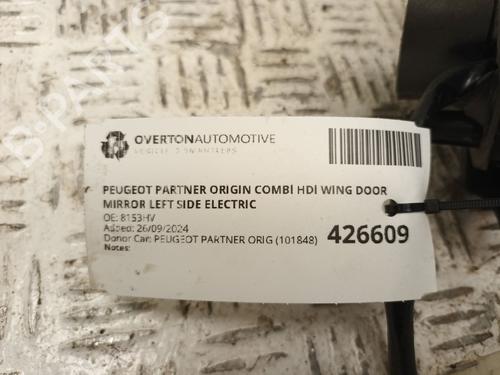 B-PARTS
OVERTONAUTOMOTIVE
VEHICLE DISMANTLERS
PEUGEOT PARTNER ORIGIN COMBİ HDİ WING DOOR
MIRROR LEFT SIDE ELECTRIC
OE: 8153HV
Added: 26/09/2024
Donor Car: PEUGEOT PARTNER ORIG (101848)
426609
Notes: